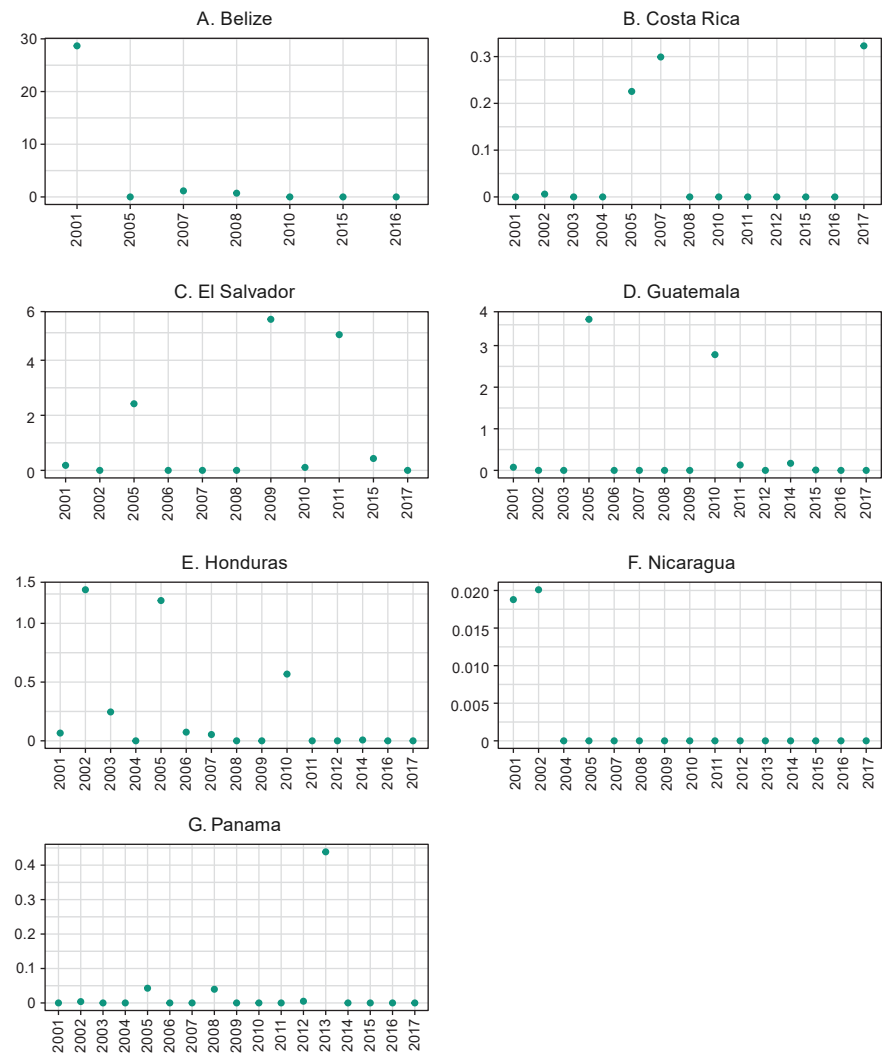 A. Belize
30
20
10
0
2001 2005 2007 2008 2010 2015 2016
B. Costa Rica
0.3
0.2
0.1
0
2001 2002 2003 2004 2005 2007 2008 2010 2011 2012 2015 2016 2017
C. El Salvador
6
4
2
0
2001 2002 2005 2006 2007 2008 2009 2010 2011 2015 2017
D. Guatemala
4
3
2
1
0
2001 2002 2003 2005 2006 2008 2009 2010 2011 2012 2014 2015 2016 2017
E. Honduras
1.5
1.0
0.5
0
2001 2002 2003 2004 2005 2006 2007 2008 2009 2010 2011 2012 2014 2016 2017
F. Nicaragua
0.020
0.015
0.010
0.005
0
2001 2002 2004 2005 2007 2008 2009 2010 2011 2012 2013 2014 2015 2016 2017
G. Panama
0.4
0.3
0.2
0.1
0
2001 2002 2003 2004 2005 2006 2007 2008 2009 2010 2011 2012 2013 2014 2015 2016 2017